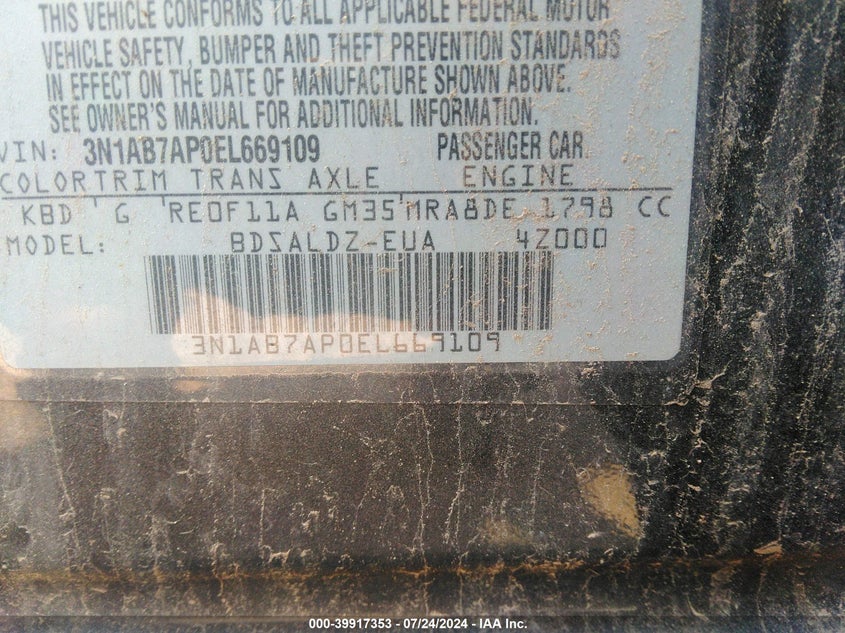 THIS VEHICLE CONFORMS TO ALL APPLICABLE FEDERAL MOTOR
VEHICLE SAFETY, BUMPER AND THEFT PREVENTION STANDARDS
IN EFFECT ON THE DATE OF MANUFACTURE SHOWN ABOVE.
SEE OWNER'S MANUAL FOR ADDITIONAL INFORMATION.
VIN: 3N1AB7AP0EL669109 PASSENGER CAR
COLORTRIM TRANS AXLE ENGINE
KBD G RE0F11A GM35 MRA8DE 1798 CC
MODEL: BDSALDZ-EUA 4Z000
3N1AB7AP0EL669109
000-39917353 / 07/24/2024 - IAA Inc.